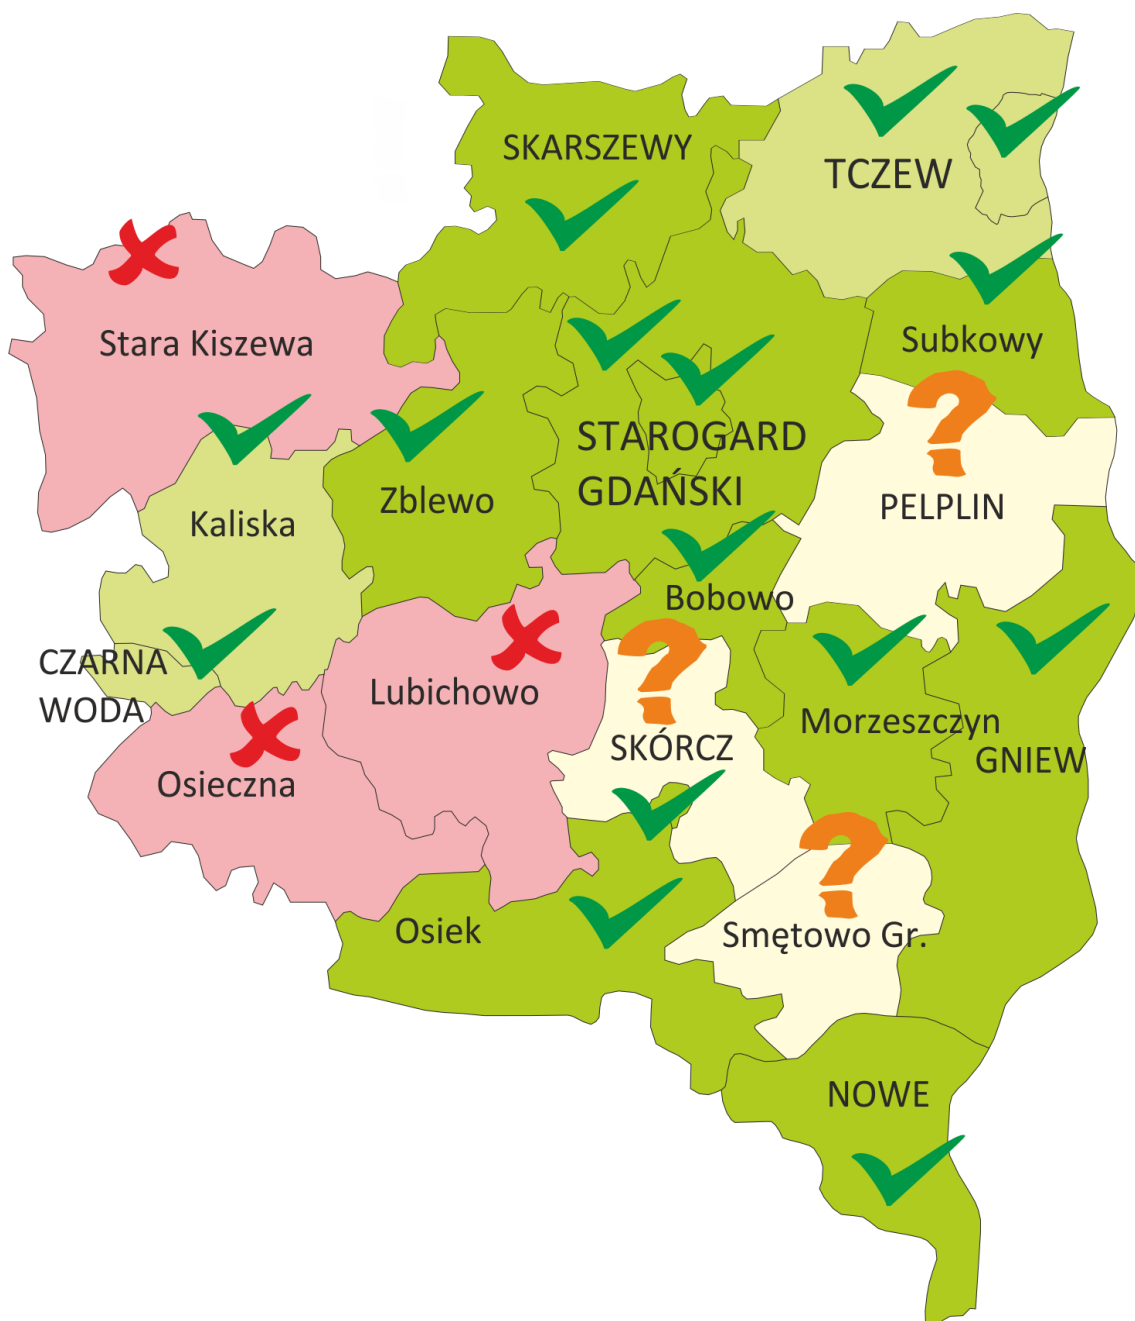 SKARSZEWY
TCZEW
Stara Kiszewa
Subkowy
STAROGARD
GDAŃSKI
Zblewo
PELPLIN
Kaliska
Bobowo
CZARNA
WODA
Lubichowo
Morzeszczyn
SKÓRCZ
GNIEW
Osieczna
Osiek
Smętowo Gr.
NOWE